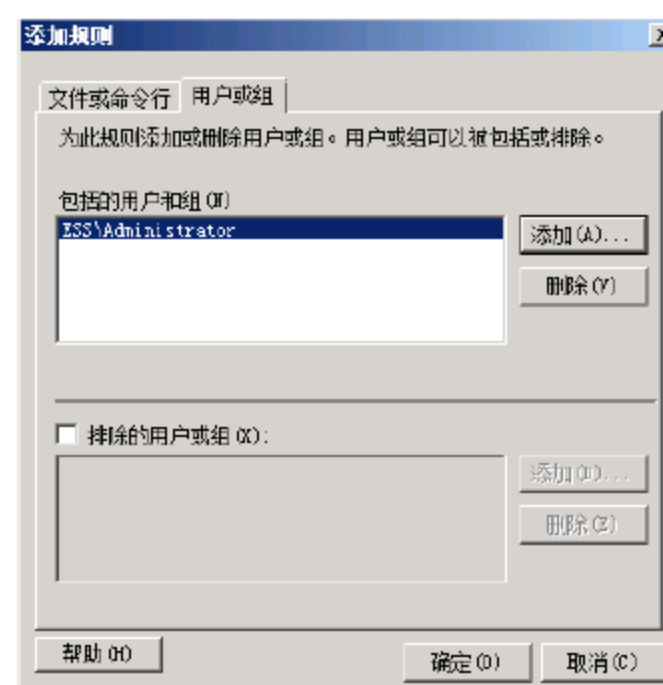 添加规则
文件或命令行 用户或组
为此规则添加或删除用户或组。用户或组可以被包括或排除。
包括的用户和组(N)
ESS\Administrator
添加(A)...
删除(V)
排除的用户或组(X):
添加(D)...
删除(E)
帮助(H)
确定(O)
取消(C)